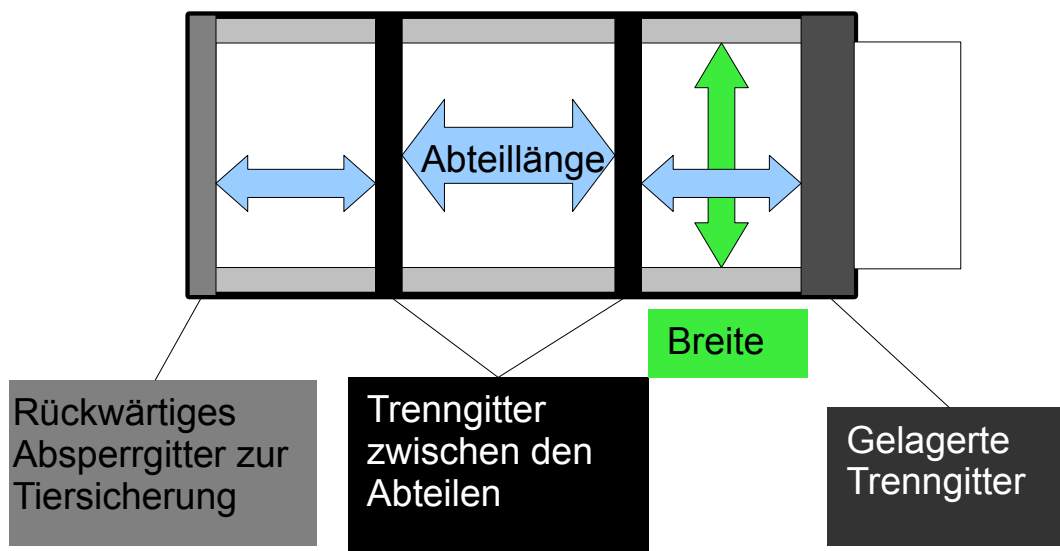 Abteillänge
Breite
Rückwärtiges
Absperrgitter zur
Tiersicherung
Trenngitter
zwischen den
Abteilen
Gelagerte
Trenngitter